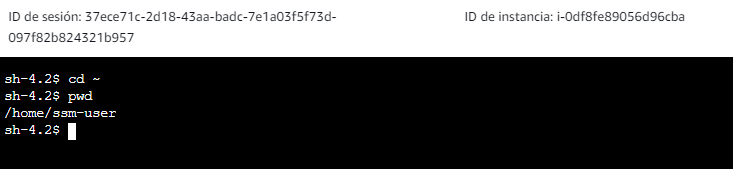 ID de sesión: 37ece71c-2d18-43aa-badc-7e1a03f5f73d-
097f82b824321b957
ID de instancia: i-0df8fe89056d96cba
sh-4.2$ cd ~
sh-4.2$ pwd
/home/ssm-user
sh-4.2$